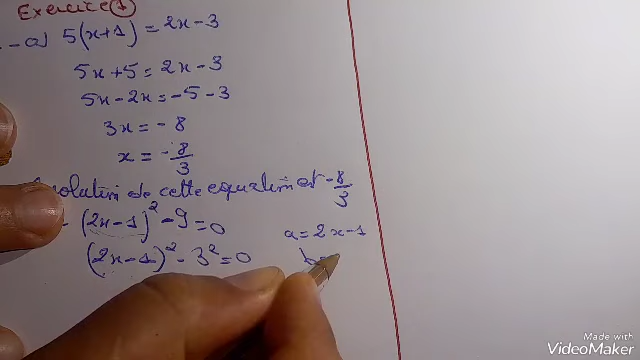 Exercice 1
- a) 5(x+1) = 2x-3
5x+5 = 2x-3
5x-2x = -5-3
3x = -8
x = -8/3
solution de cette equation est -8/3
- (2x-1)² - 9 = 0
(2x-1)² - 3² = 0
a = 2x-1
b=
Made with
VideoMaker